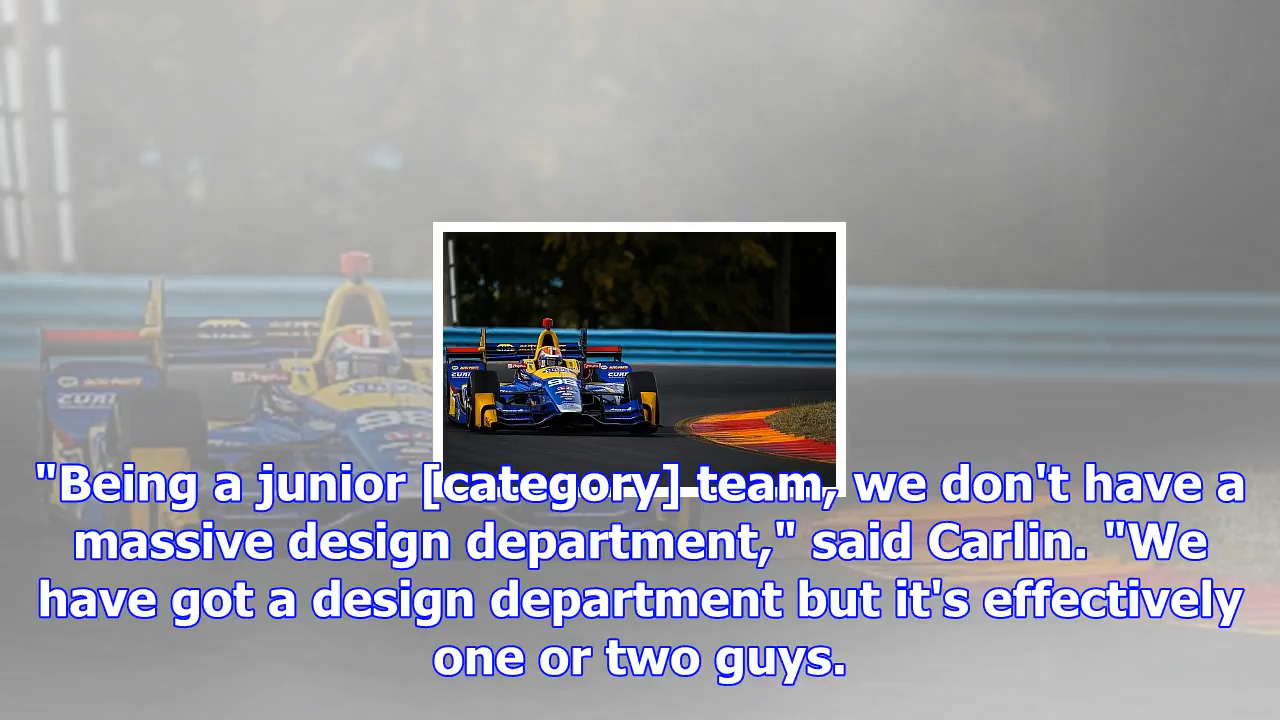 "Being a junior [category] team, we don't have a
massive design department," said Carlin. "We
have got a design department but it's effectively
one or two guys.
98